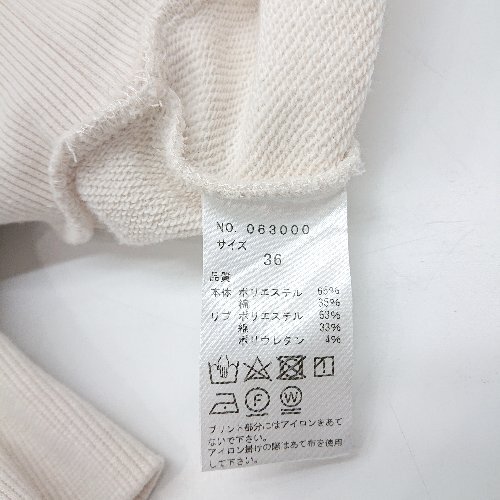 NO. 063000
サイズ
36
品質
本体 ポリエステル 65%
綿 35%
リブ ポリエステル 63%
綿 33%
ポリウレタン 4%
F W
プリント部分にはアイロンをあて
ないで下さい。
アイロン掛けの際はあて布を使用
して下さい。